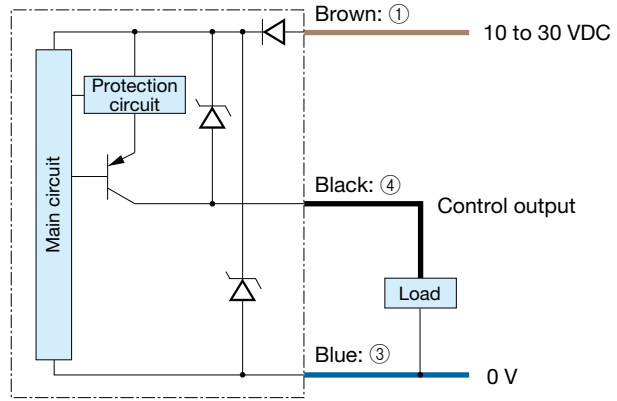 Brown: ①
10 to 30 VDC
Protection
circuit
Main circuit
Black: ④
Control output
Load
Blue: ③
0 V